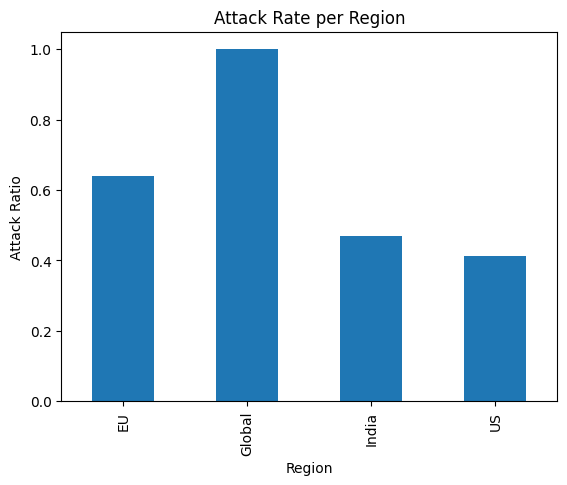 Attack Rate per Region
Attack Ratio
1.0
0.8
0.6
0.4
0.2
0.0
EU
Global
India
US
Region